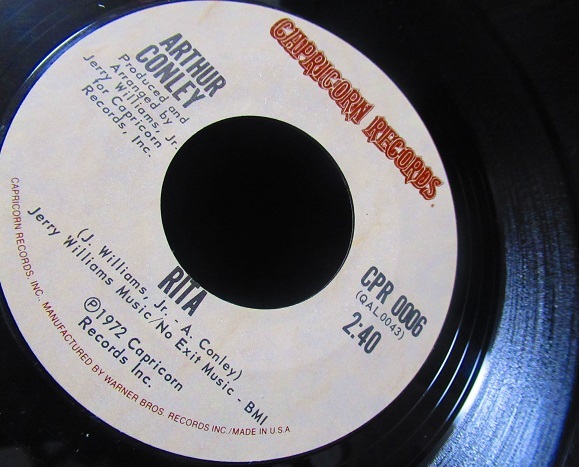 CAPRICORN RECORDS.
ARTHUR
CONLEY
Produced and
Arranged by
Jerry Williams, Jr.
for Capricorn
Records, Inc.
CPR 0006
(QAL0043)
2:40
RITA
(J. Williams, Jr. - A. Conley)
Jerry Williams Music/No Exit Music - BMI
Ⓟ1972 Capricorn
Records Inc.
CAPRICORN RECORDS, INC. MANUFACTURED BY WARNER BROS. RECORDS INC./MADE IN U.S.A